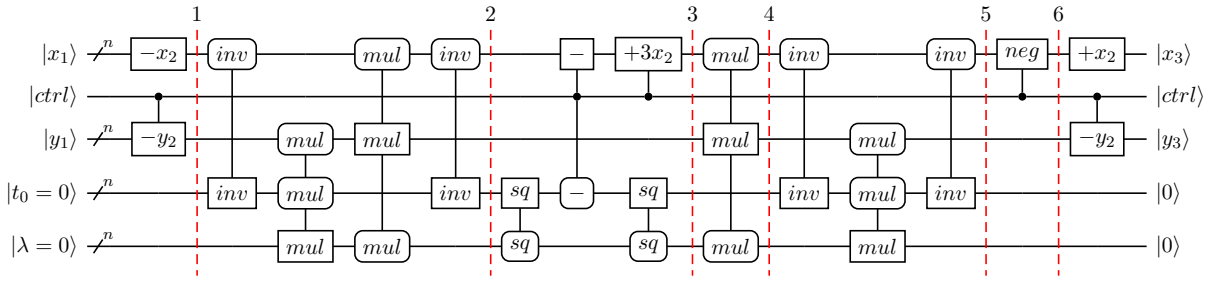 1 2 3 4 5 6
|x₁⟩ n −x₂ inv mul inv − +3x₂ mul inv inv neg +x₂ |x₃⟩
|ctrl⟩ |ctrl⟩
|y₁⟩ n −y₂ mul mul mul mul −y₂ |y₃⟩
|t₀ = 0⟩ n inv mul inv sq − sq inv mul inv |0⟩
|λ = 0⟩ n mul mul sq sq mul mul |0⟩